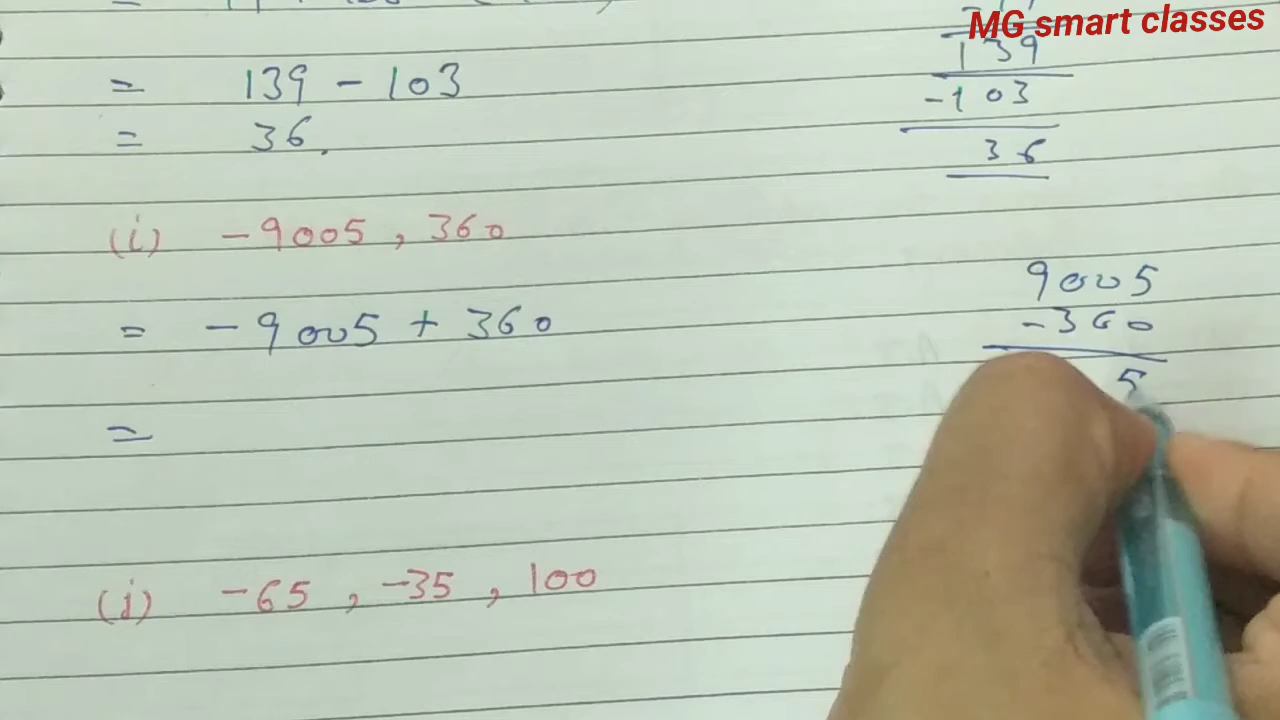 MG smart classes
139
= 139 - 103
-103
= 36.
36
(i) -9005, 360
9005
= -9005 + 360
-360
5
=
(j) -65, -35, 100